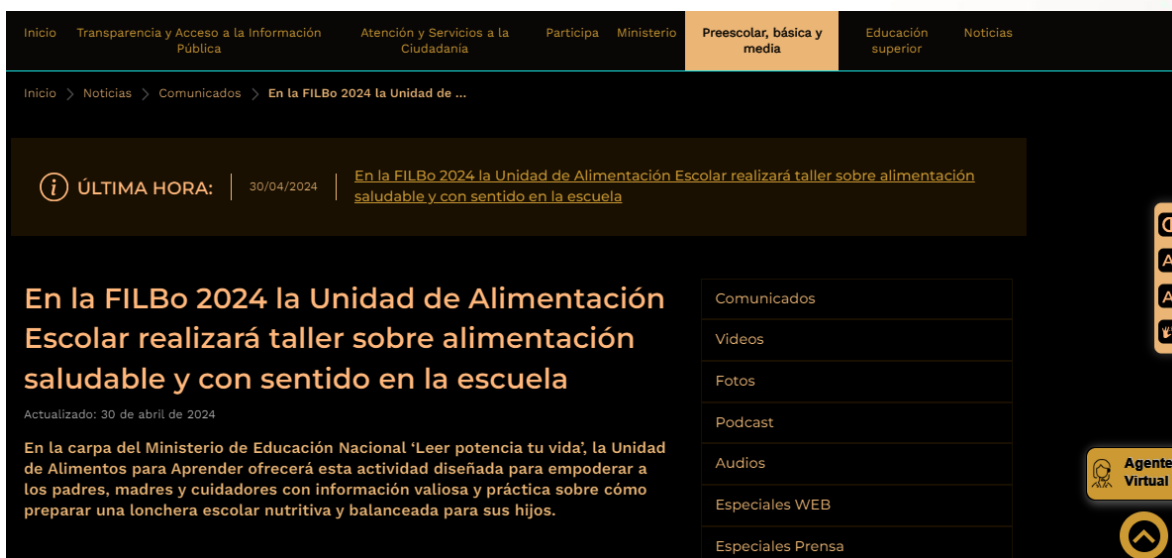 Inicio
Transparencia y Acceso a la Información
Pública
Atención y Servicios a la
Ciudadanía
Participa
Ministerio
Preescolar, básica y
media
Educación
superior
Noticias
Inicio > Noticias > Comunicados > En la FILBo 2024 la Unidad de ...
ÚLTIMA HORA:
30/04/2024
En la FILBo 2024 la Unidad de Alimentación Escolar realizará taller sobre alimentación
saludable y con sentido en la escuela
En la FILBo 2024 la Unidad de Alimentación
Escolar realizará taller sobre alimentación
saludable y con sentido en la escuela
Actualizado: 30 de abril de 2024
En la carpa del Ministerio de Educación Nacional ‘Leer potencia tu vida’, la Unidad
de Alimentos para Aprender ofrecerá esta actividad diseñada para empoderar a
los padres, madres y cuidadores con información valiosa y práctica sobre cómo
preparar una lonchera escolar nutritiva y balanceada para sus hijos.
Comunicados
Videos
Fotos
Podcast
Audios
Especiales WEB
Especiales Prensa
A
A
Agente
Virtual